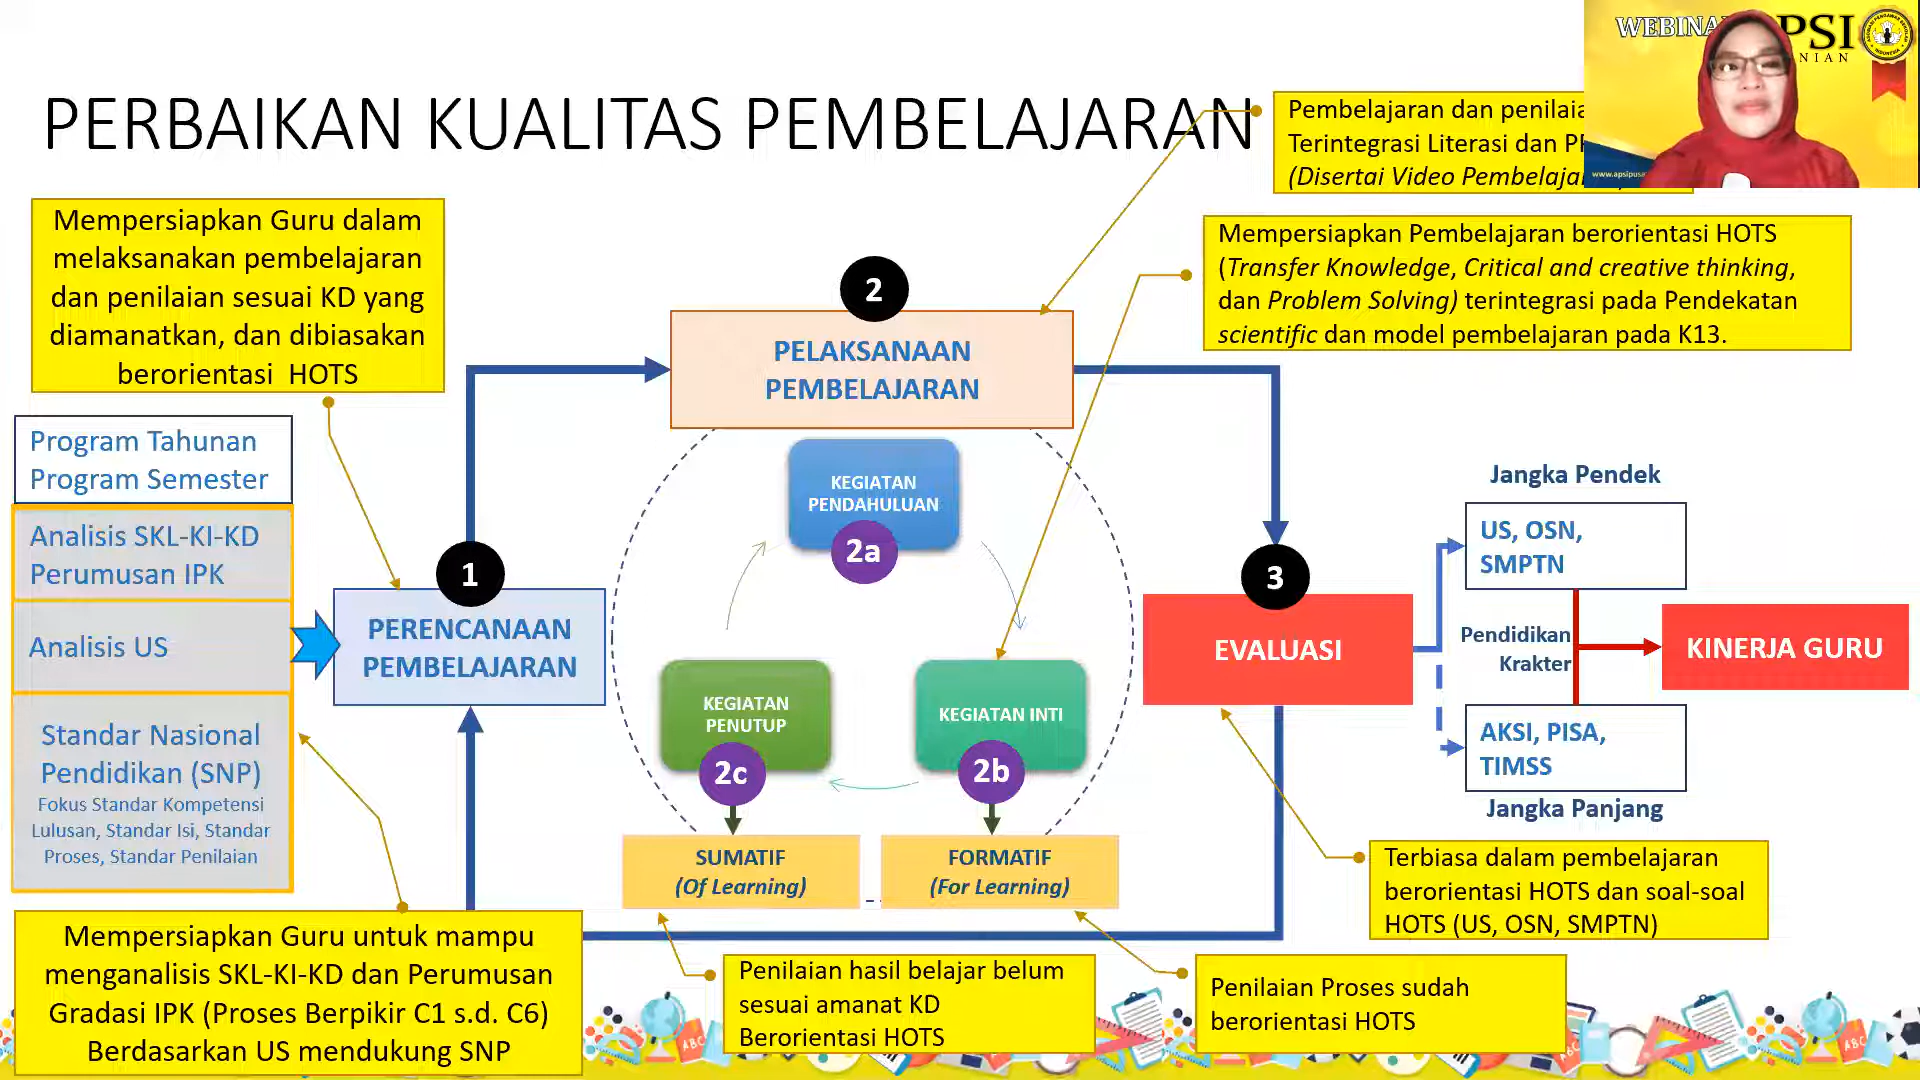 WEBINA
PSI
NIAN
www.apsipusa
PERBAIKAN KUALITAS PEMBELAJARAN
Pembelajaran dan
Terintegrasi Literasi dan
(Disertai Video
Mempersiapkan Guru dalam
melaksanakan pembelajaran
dan penilaian sesuai KD yang
diamanatkan, dan dibiasakan
berorientasi HOTS
Mempersiapkan Pembelajaran berorientasi HOTS
(Transfer Knowledge, Critical and creative thinking,
dan Problem Solving) terintegrasi pada Pendekatan
scientific dan model pembelajaran pada K13.
2
PELAKSANAAN
PEMBELAJARAN
Program Tahunan
Program Semester
Analisis SKL-KI-KD
Perumusan IPK
Analisis US
Standar Nasional
Pendidikan (SNP)
Fokus Standar Kompetensi
Lulusan, Standar Isi, Standar
Proses, Standar Penilaian
1
PERENCANAAN
PEMBELAJARAN
KEGIATAN
PENDAHULUAN
2a
KEGIATAN
PENUTUP
2c
KEGIATAN INTI
2b
SUMATIF
(Of Learning)
FORMATIF
(For Learning)
3
EVALUASI
Jangka Pendek
US, OSN,
SMPTN
Pendidikan
Krakter
KINERJA GURU
AKSI, PISA,
TIMSS
Jangka Panjang
Terbiasa dalam pembelajaran
berorientasi HOTS dan soal-soal
HOTS (US, OSN, SMPTN)
Mempersiapkan Guru untuk mampu
menganalisis SKL-KI-KD dan Perumusan
Gradasi IPK (Proses Berpikir C1 s.d. C6)
Berdasarkan US mendukung SNP
Penilaian hasil belajar belum
sesuai amanat KD
Berorientasi HOTS
Penilaian Proses sudah
berorientasi HOTS